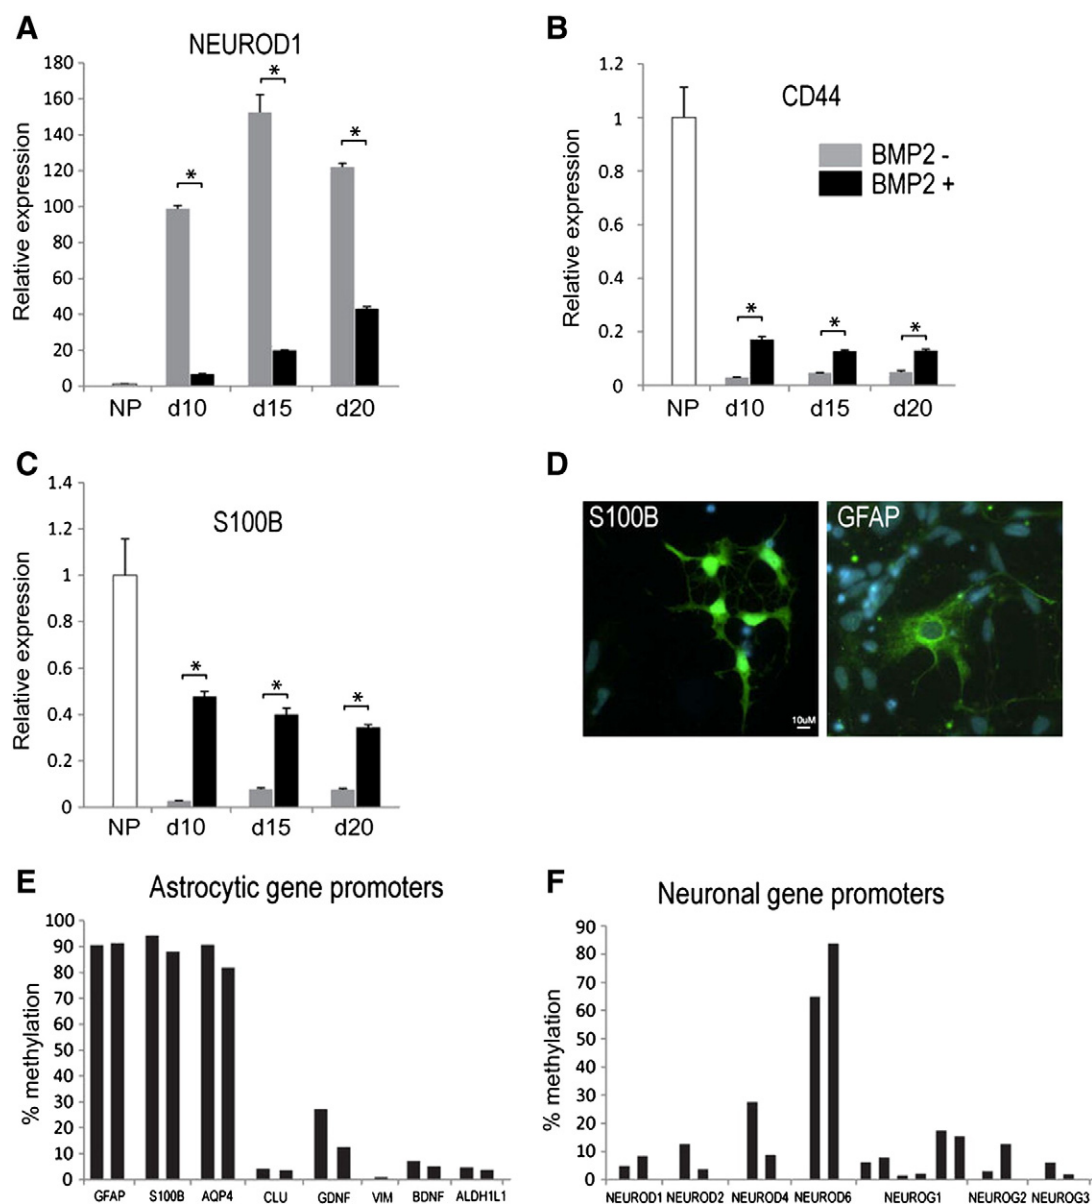 A
NEUROD1
Relative expression
180
160
140
120
100
80
60
40
20
0
*
*
*
NP d10 d15 d20
B
CD44
Relative expression
1.2
1
0.8
0.6
0.4
0.2
0
BMP2 -
BMP2 +
*
*
*
NP d10 d15 d20
C
S100B
Relative expression
1.4
1.2
1
0.8
0.6
0.4
0.2
0
*
*
*
NP d10 d15 d20
D
S100B
10uM
GFAP
E
Astrocytic gene promoters
% methylation
100
90
80
70
60
50
40
30
20
10
0
GFAP S100B AQP4 CLU GDNF VIM BDNF ALDH1L1
F
Neuronal gene promoters
% methylation
90
80
70
60
50
40
30
20
10
0
NEUROD1 NEUROD2 NEUROD4 NEUROD6 NEUROG1 NEUROG2 NEUROG3